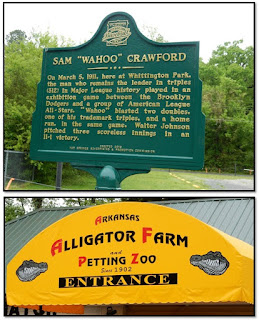 SAM "WAHOO" CRAWFORD
On March 5, 1911, here at Whittington Park,
the man who remains the leader in triples
(312) in Major League history played in an
exhibition game between the Brooklyn
Dodgers and a group of American League
All-Stars. "Wahoo" blasted two doubles,
one of his trademark triples, and a home
run, in the same game. Walter Johnson
pitched three scoreless innings in an
11-1 victory.
ARKANSAS
ALLIGATOR FARM
and
PETTING ZOO
Since 1902
ENTRANCE